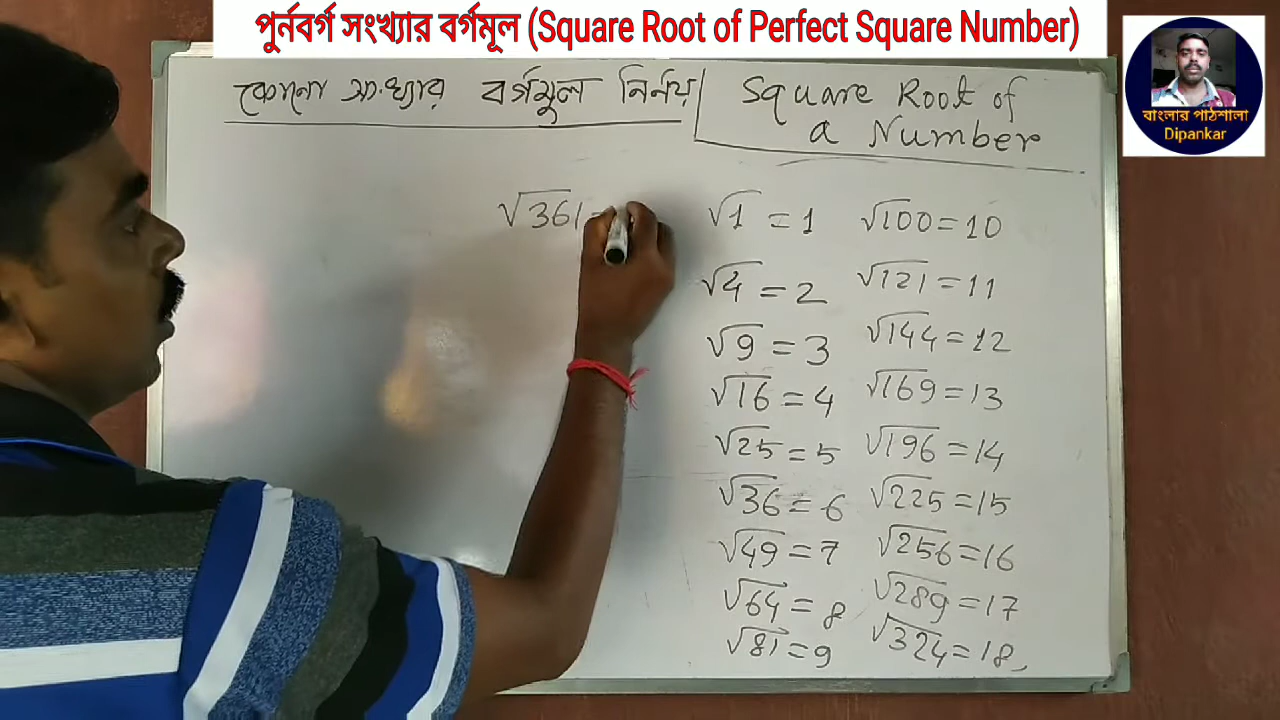 পুর্নবর্গ সংখ্যার বর্গমূল (Square Root of Perfect Square Number)
বাংলার পাঠশালা
Dipankar
কোনো সংখ্যার বর্গমুল নির্নয়
Square Root of
a Number
√361 =
√1 = 1
√4 = 2
√9 = 3
√16 = 4
√25 = 5
√36 = 6
√49 = 7
√64 = 8
√81 = 9
√100 = 10
√121 = 11
√144 = 12
√169 = 13
√196 = 14
√225 = 15
√256 = 16
√289 = 17
√324 = 18